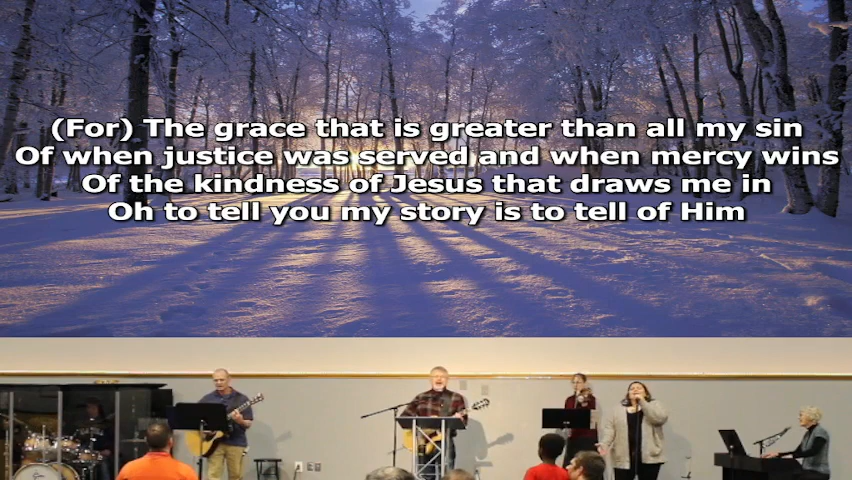 (For) The grace that is greater than all my sin
Of when justice was served and when mercy wins
Of the kindness of Jesus that draws me in
Oh to tell you my story is to tell of Him